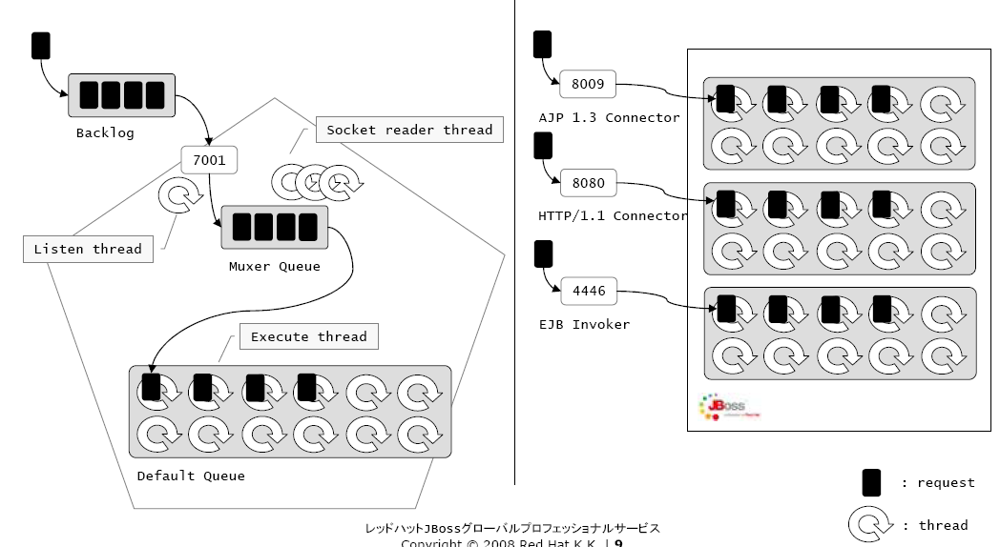 Backlog
7001
Socket reader thread
Listen thread
Muxer Queue
Execute thread
Default Queue
8009
AJP 1.3 Connector
8080
HTTP/1.1 Connector
4446
EJB Invoker
JBoss
: request
: thread
レッドハットJBossグローバルプロフェッショナルサービス
Copyright © 2008 Red Hat K.K. | 9